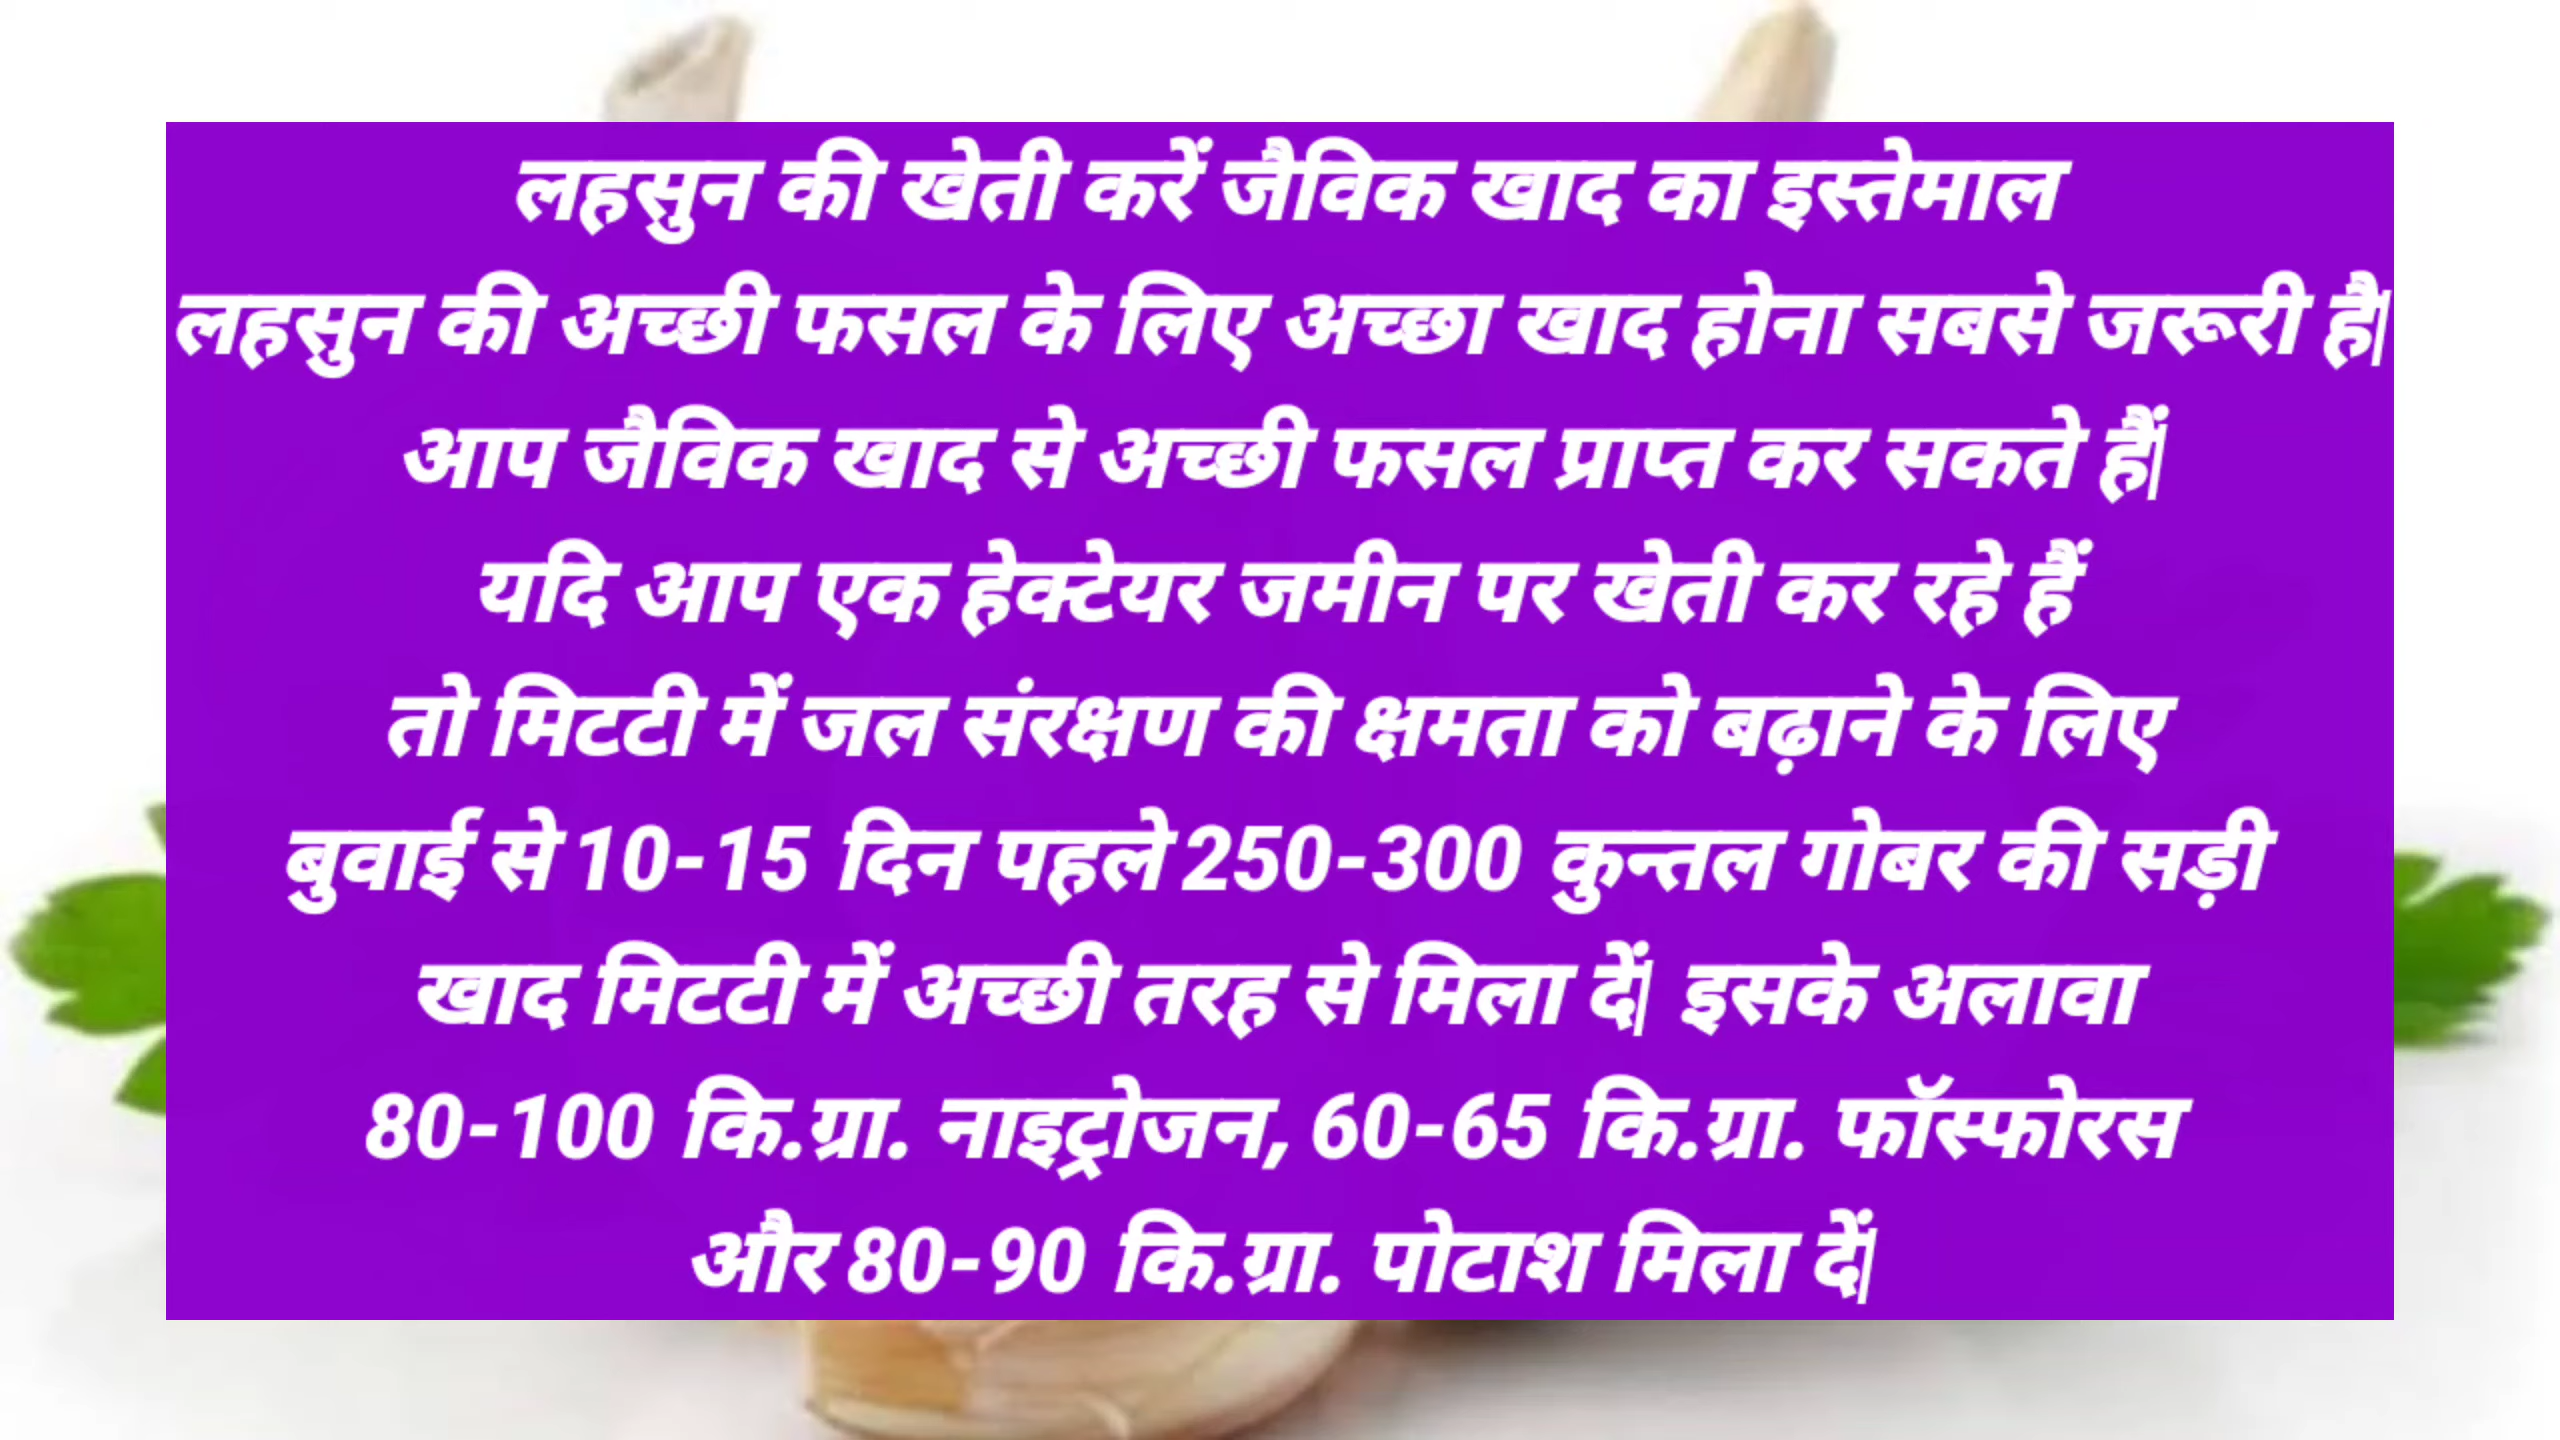 लहसुन की खेती करें जैविक खाद का इस्तेमाल
लहसुन की अच्छी फसल के लिए अच्छा खाद होना सबसे जरूरी है|
आप जैविक खाद से अच्छी फसल प्राप्त कर सकते हैं|
यदि आप एक हेक्टेयर जमीन पर खेती कर रहे हैं
तो मिटटी में जल संरक्षण की क्षमता को बढ़ाने के लिए
बुवाई से 10-15 दिन पहले 250-300 कुन्तल गोबर की सड़ी
खाद मिटटी में अच्छी तरह से मिला दें| इसके अलावा
80-100 कि.ग्रा. नाइट्रोजन, 60-65 कि.ग्रा. फॉस्फोरस
और 80-90 कि.ग्रा. पोटाश मिला दें|